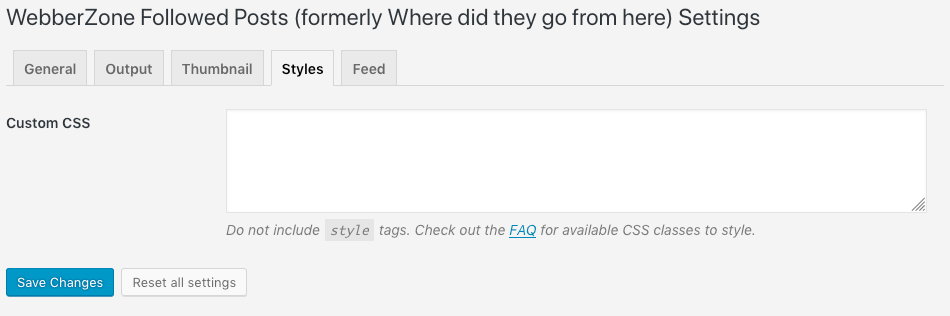 WebberZone Followed Posts (formerly Where did they go from here) Settings
General Output Thumbnail Styles Feed
Custom CSS
Do not include style tags. Check out the FAQ for available CSS classes to style.
Save Changes Reset all settings